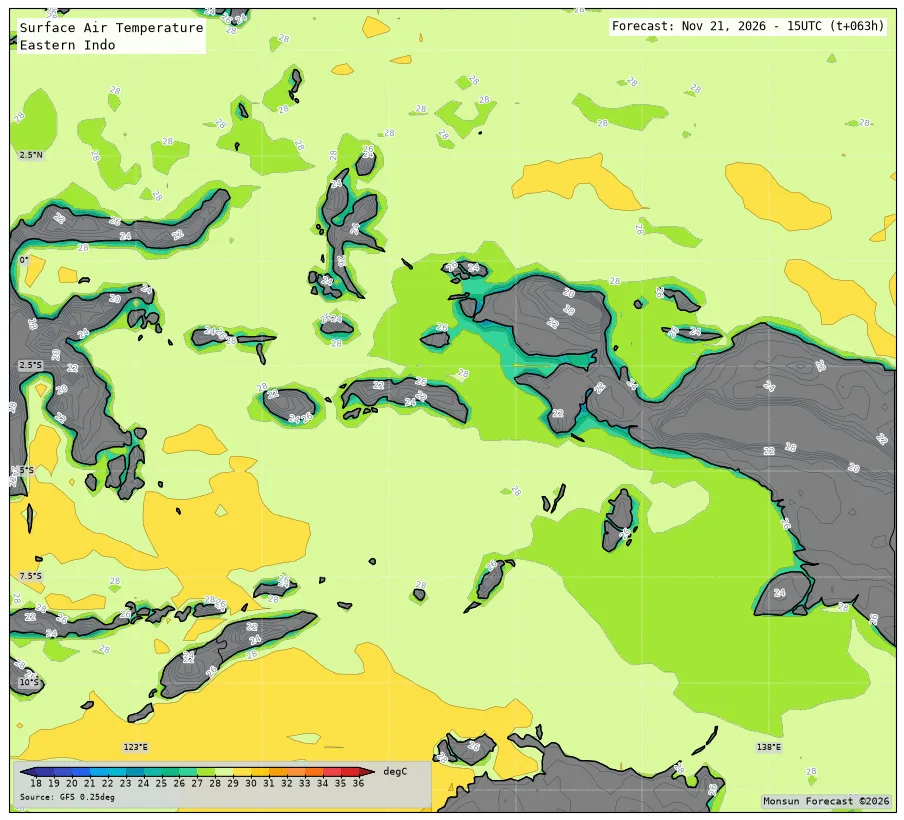 Surface Air Temperature
Eastern Indo
Forecast: Nov 21, 2026 - 15UTC (t+063h)
2.5°N
0°
2.5°S
5°S
7.5°S
10°S
123°E
138°E
18 19 20 21 22 23 24 25 26 27 28 29 30 31 32 33 34 35 36
degC
Source: GFS 0.25deg
Monsun Forecast ©2026